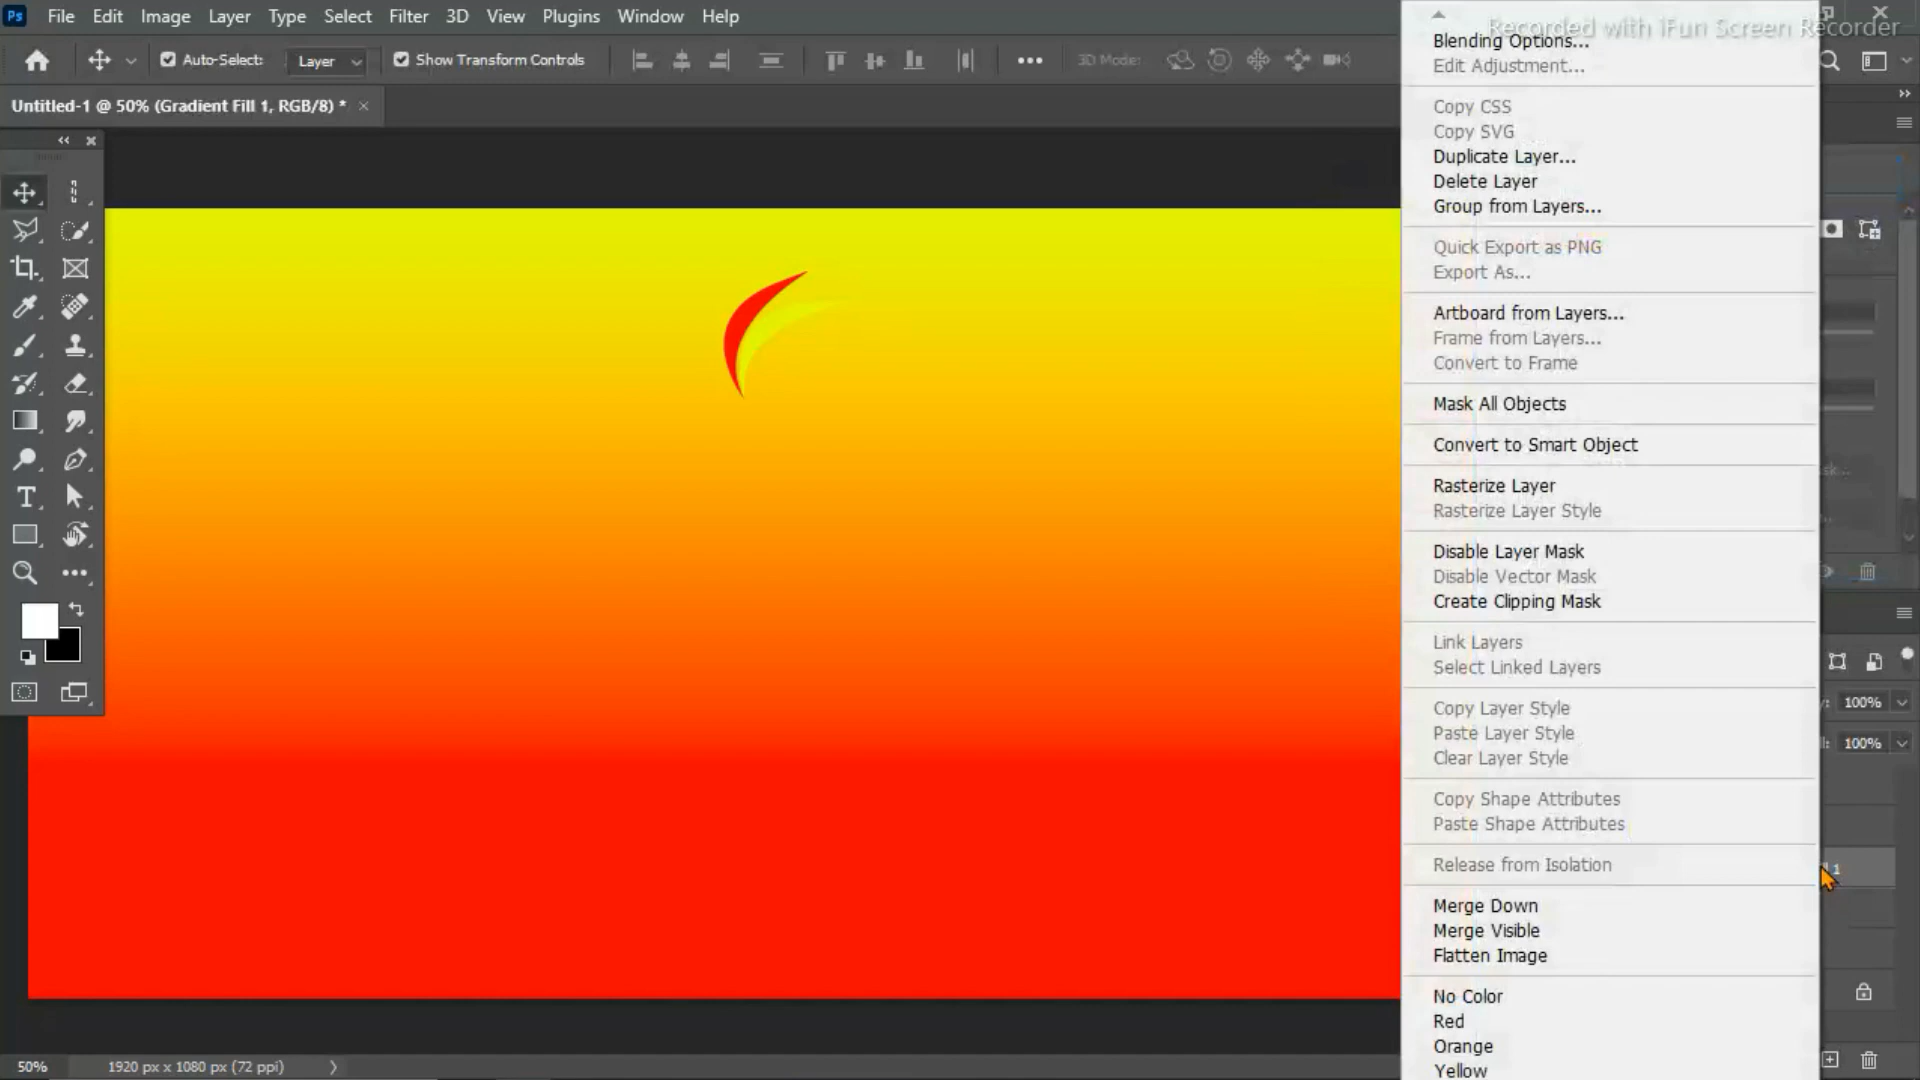 Ps File Edit Image Layer Type Select Filter 3D View Plugins Window Help
Recorded with iFun Screen Recorder
Auto-Select: Layer Show Transform Controls 3D Mode:
Untitled-1 @ 50% (Gradient Fill 1, RGB/8) *
Blending Options...
Edit Adjustment...
Copy CSS
Copy SVG
Duplicate Layer...
Delete Layer
Group from Layers...
Quick Export as PNG
Export As...
Artboard from Layers...
Frame from Layers...
Convert to Frame
Mask All Objects
Convert to Smart Object
Rasterize Layer
Rasterize Layer Style
Disable Layer Mask
Disable Vector Mask
Create Clipping Mask
Link Layers
Select Linked Layers
Copy Layer Style
100%
Paste Layer Style
100%
Clear Layer Style
Copy Shape Attributes
Paste Shape Attributes
Release from Isolation
1
Merge Down
Merge Visible
Flatten Image
No Color
Red
Orange
Yellow
50% 1920 px x 1080 px (72 ppi)